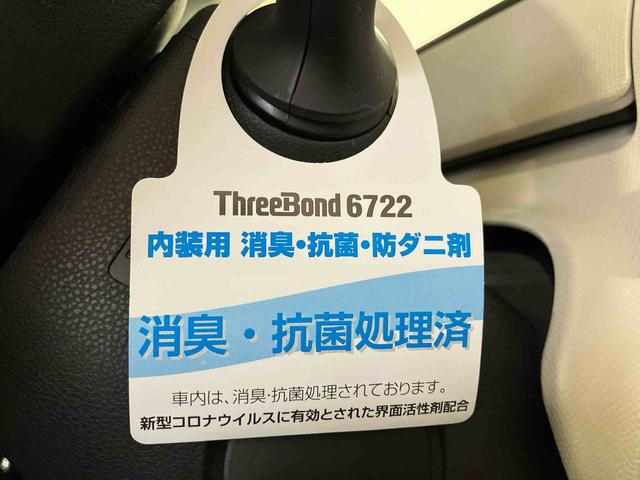 ThreeBond 6722
内装用 消臭・抗菌・防ダニ剤
消臭・抗菌処理済
車内は、消臭・抗菌処理されております。
新型コロナウイルスに有効とされた界面活性剤配合